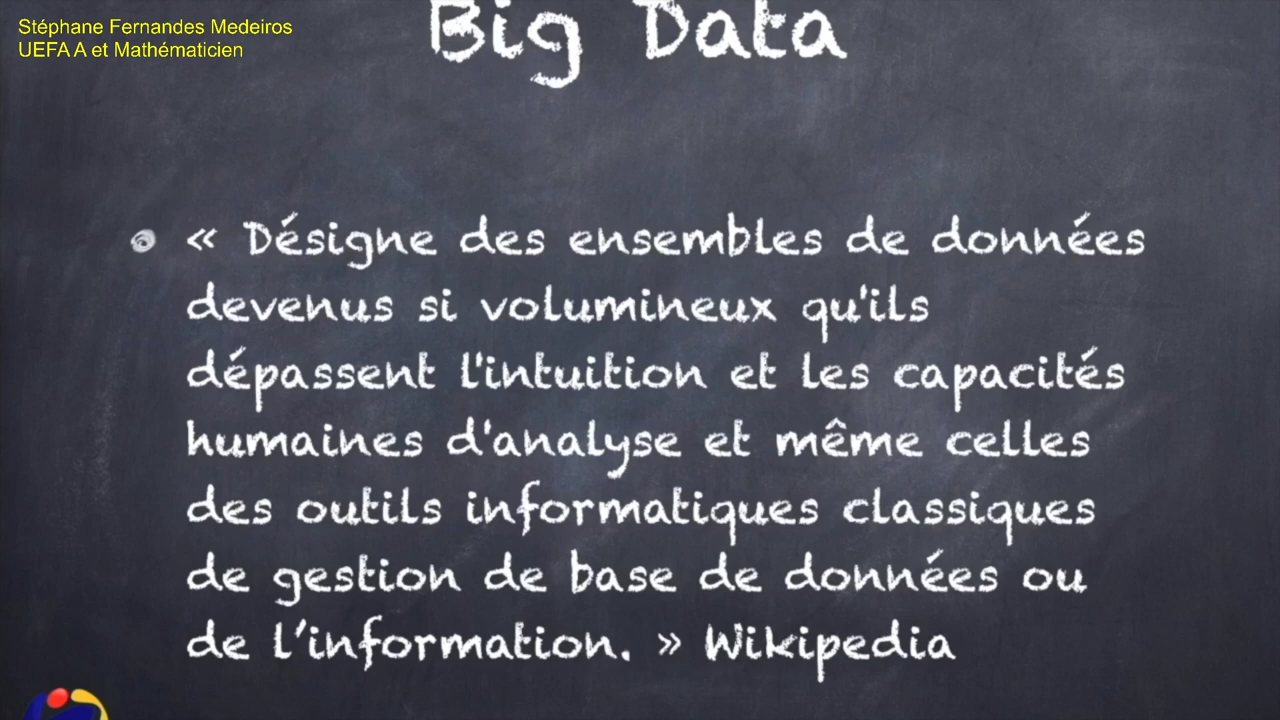 Stéphane Fernandes Medeiros
UEFA A et Mathématicien
Big Data
« Désigne des ensembles de données
devenus si volumineux qu'ils
dépassent l'intuition et les capacités
humaines d'analyse et même celles
des outils informatiques classiques
de gestion de base de données ou
de l’information. » Wikipedia